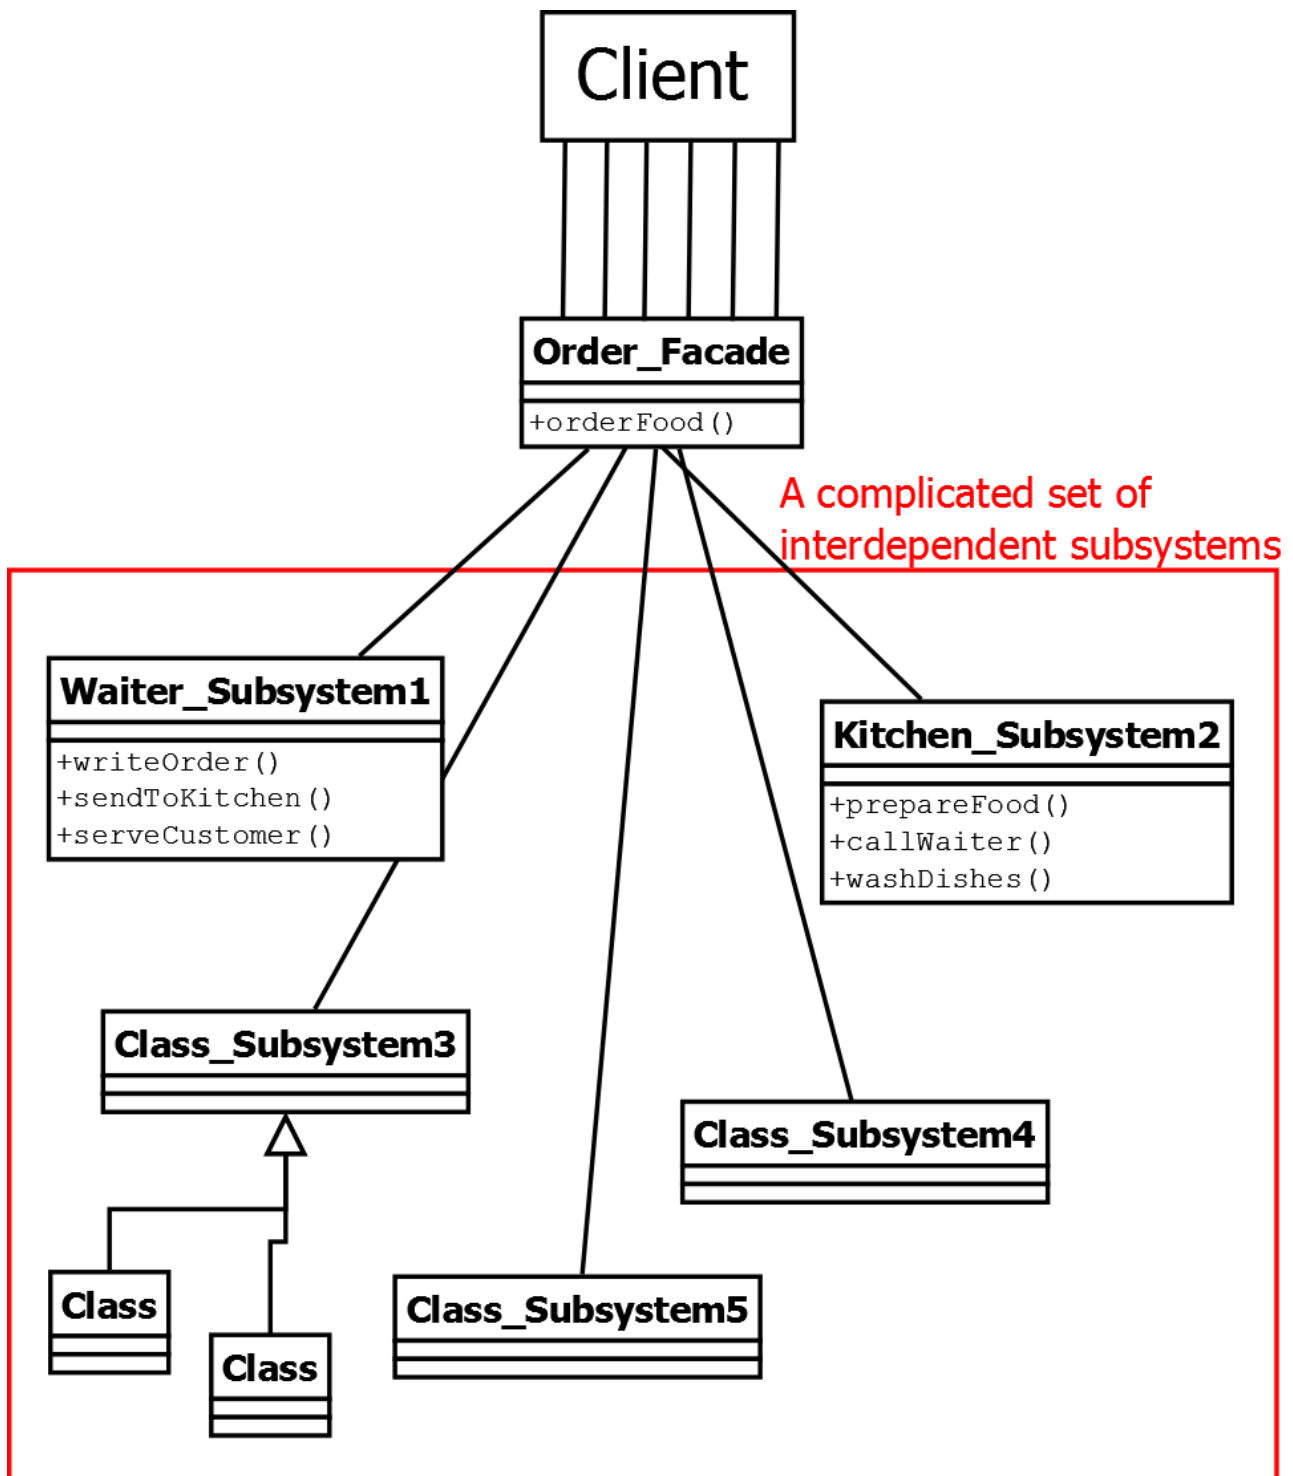 Client
Order_Facade
+orderFood()
A complicated set of
interdependent subsystems
Waiter_Subsystem1
+writeOrder()
+sendToKitchen()
+serveCustomer()
Kitchen_Subsystem2
+prepareFood()
+callWaiter()
+washDishes()
Class_Subsystem3
Class_Subsystem4
Class
Class_Subsystem5
Class